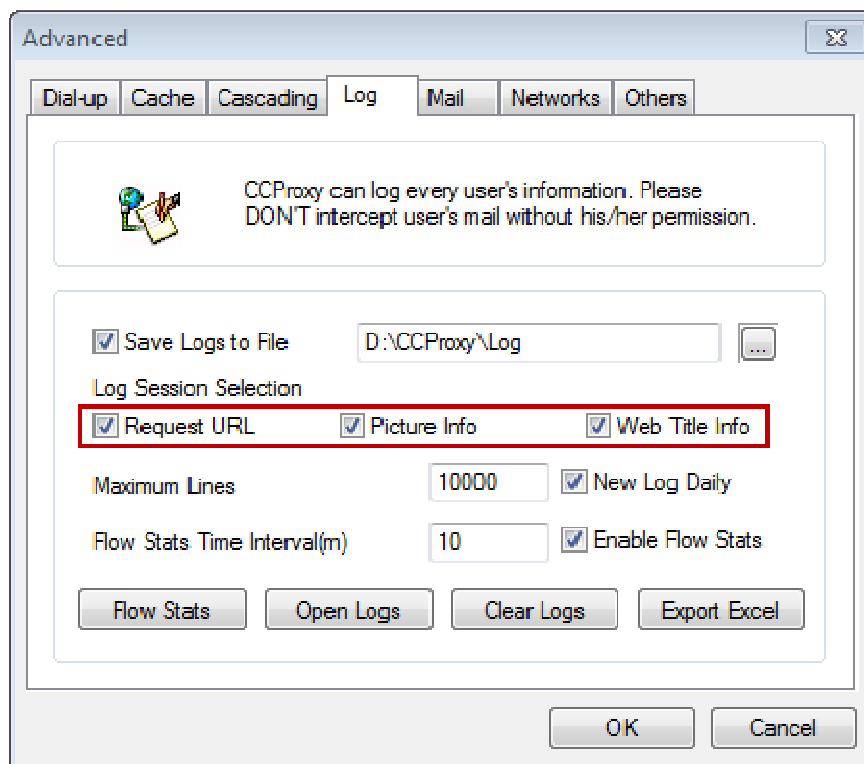 Advanced
Dial-up Cache Cascading Log Mail Networks Others
CCProxy can log every user's information. Please
DON'T intercept user's mail without his/her permission.
Save Logs to File D:\CCProxy'\Log ...
Log Session Selection
Request URL Picture Info Web Title Info
Maximum Lines 10000 New Log Daily
Flow Stats Time Interval(m) 10 Enable Flow Stats
Flow Stats Open Logs Clear Logs Export Excel
OK Cancel